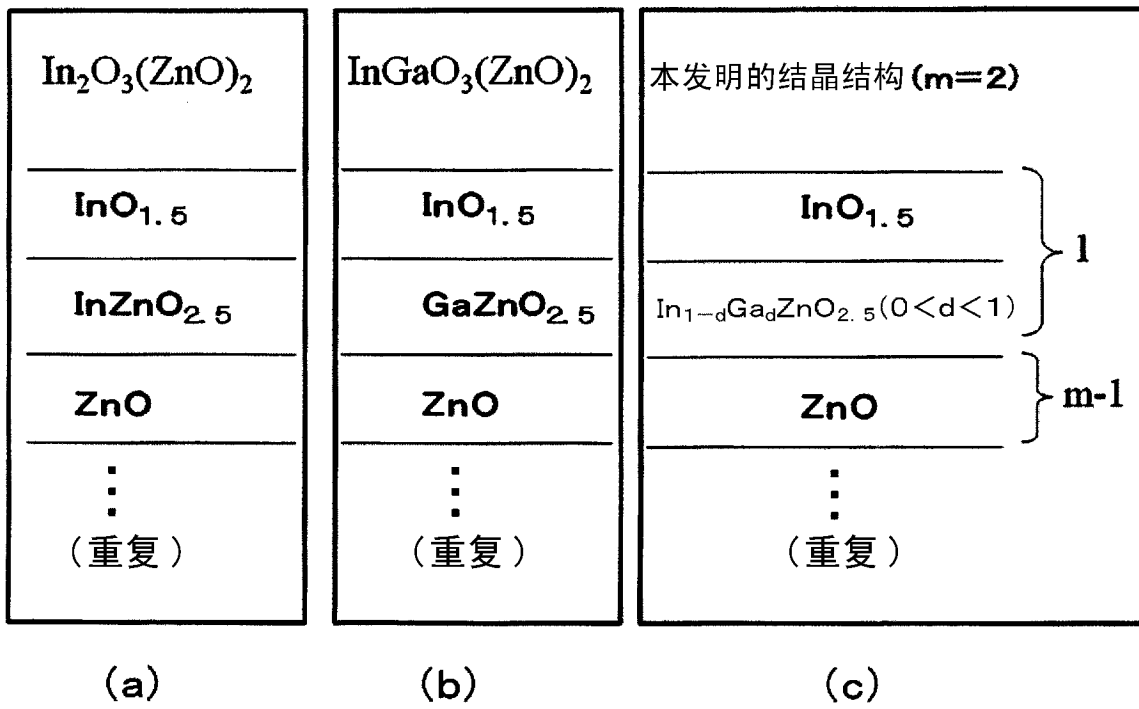 In₂O₃(ZnO)₂
InO₁.₅
InZnO₂.₅
ZnO
⋮
(重复)
(a)
InGaO₃(ZnO)₂
InO₁.₅
GaZnO₂.₅
ZnO
⋮
(重复)
(b)
本发明的结晶结构(m=2)
InO₁.₅
In₁₋dGadZnO₂.₅(0<d<1)
1
ZnO
m-1
⋮
(重复)
(c)